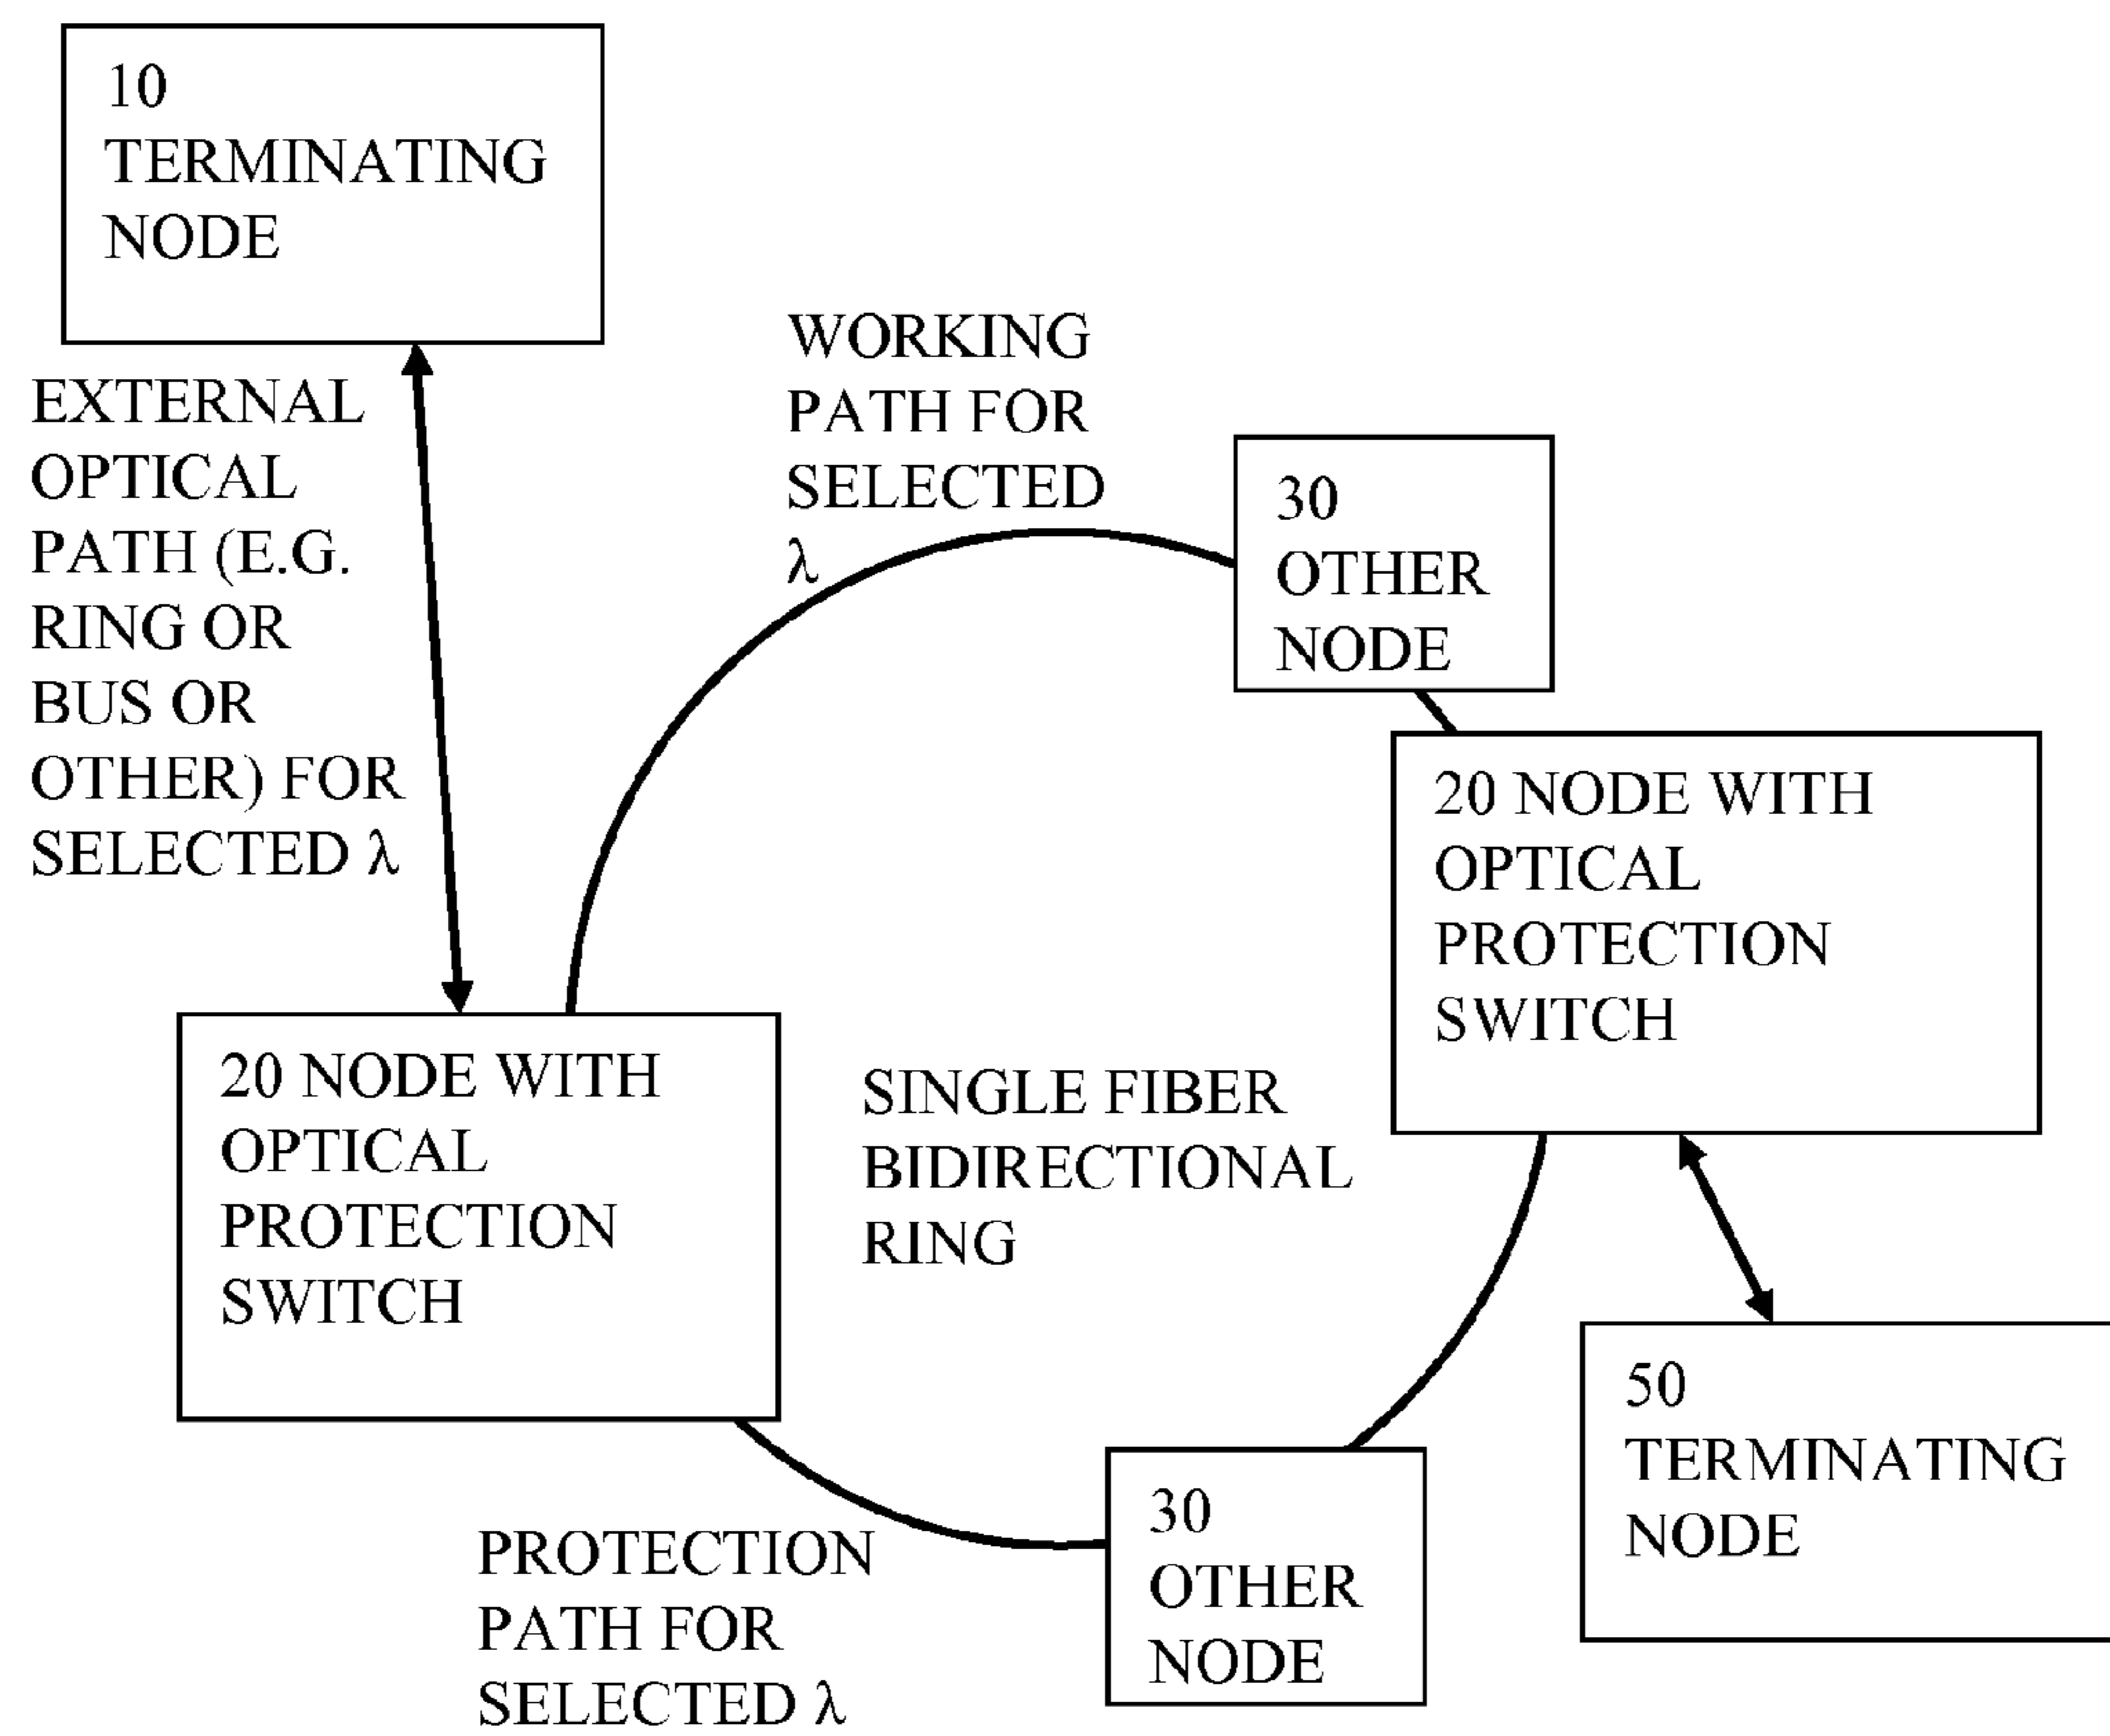 10
TERMINATING
NODE
EXTERNAL
OPTICAL
PATH (E.G.
RING OR
BUS OR
OTHER) FOR
SELECTED λ
WORKING
PATH FOR
SELECTED
λ
30
OTHER
NODE
20 NODE WITH
OPTICAL
PROTECTION
SWITCH
20 NODE WITH
OPTICAL
PROTECTION
SWITCH
SINGLE FIBER
BIDIRECTIONAL
RING
50
TERMINATING
NODE
30
OTHER
NODE
PROTECTION
PATH FOR
SELECTED λ